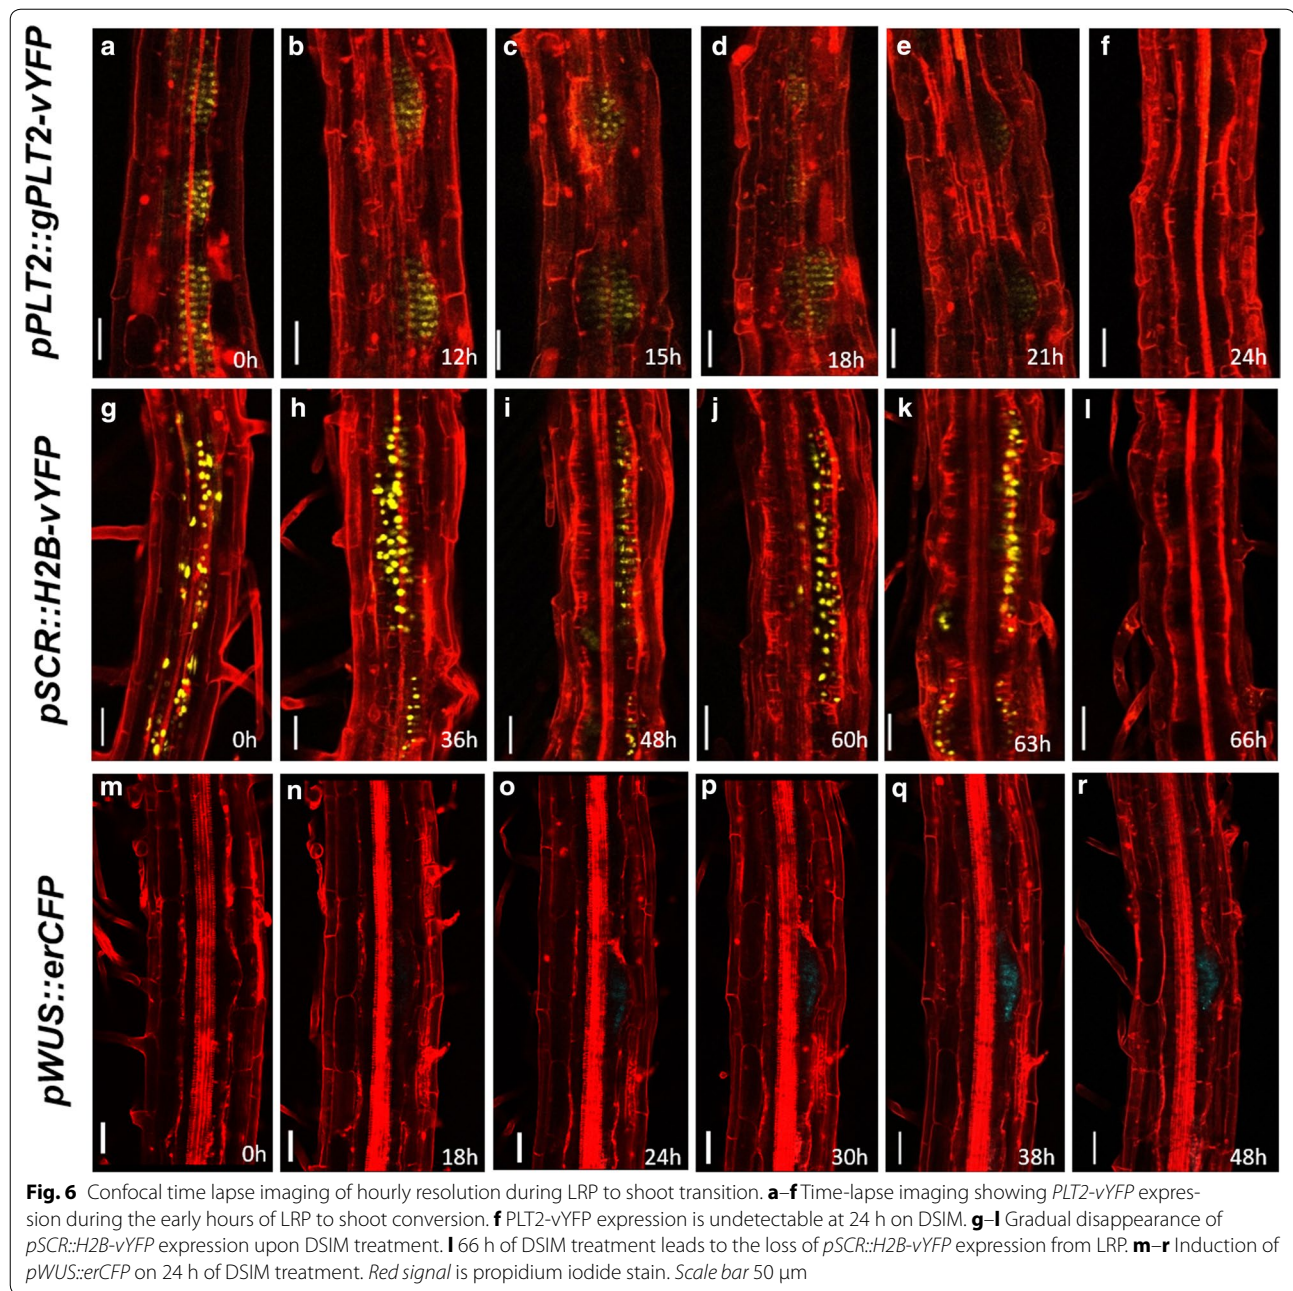 pPLT2::gPLT2-vYFP
a b c d e f
0h 12h 15h 18h 21h 24h
pSCR::H2B-vYFP
g h i j k l
0h 36h 48h 60h 63h 66h
pWUS::erCFP
m n o p q r
0h 18h 24h 30h 38h 48h
Fig. 6 Confocal time lapse imaging of hourly resolution during LRP to shoot transition. a–f Time-lapse imaging showing PLT2-vYFP expres-
sion during the early hours of LRP to shoot conversion. f PLT2-vYFP expression is undetectable at 24 h on DSIM. g–l Gradual disappearance of
pSCR::H2B-vYFP expression upon DSIM treatment. l 66 h of DSIM treatment leads to the loss of pSCR::H2B-vYFP expression from LRP. m–r Induction of
pWUS::erCFP on 24 h of DSIM treatment. Red signal is propidium iodide stain. Scale bar 50 µm